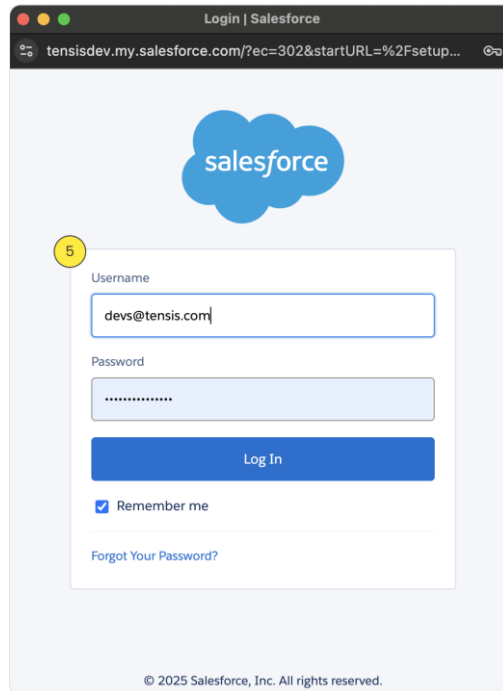 Login | Salesforce
tensisdev.my.salesforce.com/?ec=302&startURL=%2Fsetup...
salesforce
5
Username
devs@tensis.com
Password
•••••••••••••••
Log In
Remember me
Forgot Your Password?
© 2025 Salesforce, Inc. All rights reserved.